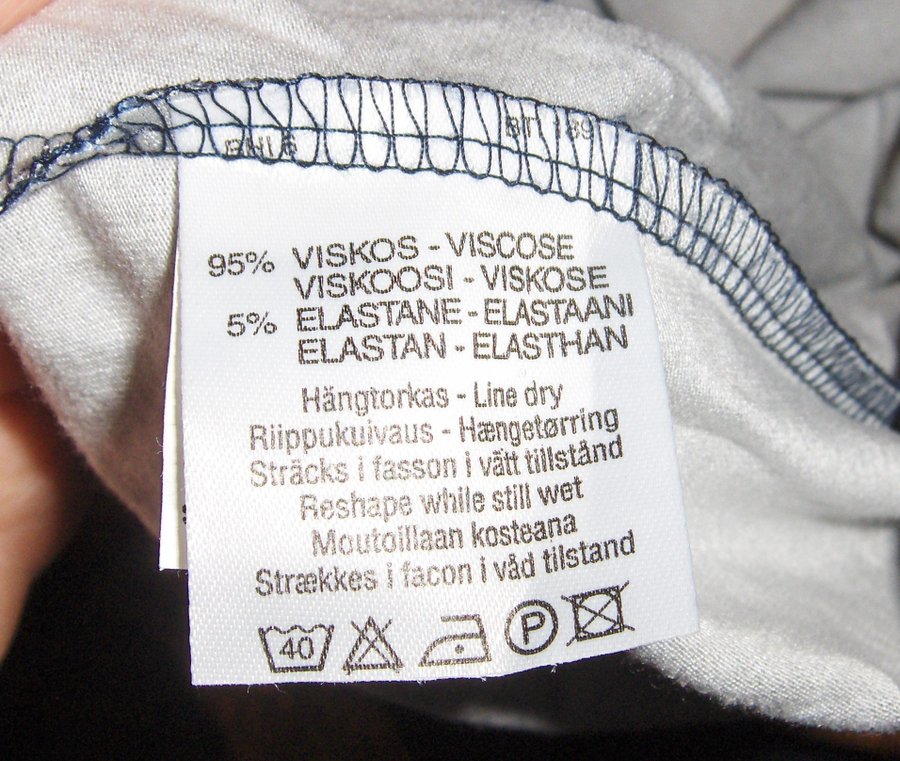 95% VISKOS - VISCOSE
VISKOOSI - VISKOSE
5% ELASTANE - ELASTAANI
ELASTAN - ELASTHAN
Hängtorkas - Line dry
Riippukuivaus - Hængetørring
Sträcks i fasson i vått tillstånd
Reshape while still wet
Moutoillaan kosteana
Strækkes i facon i våd tilstand
40 P